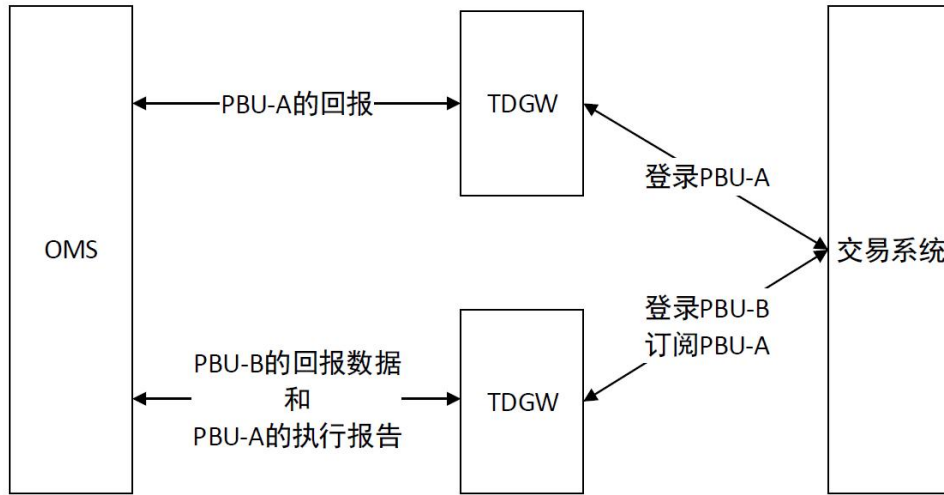 OMS
PBU-A的回报
TDGW
登录PBU-A
交易系统
登录PBU-B
订阅PBU-A
PBU-B的回报数据
和
PBU-A的执行报告
TDGW